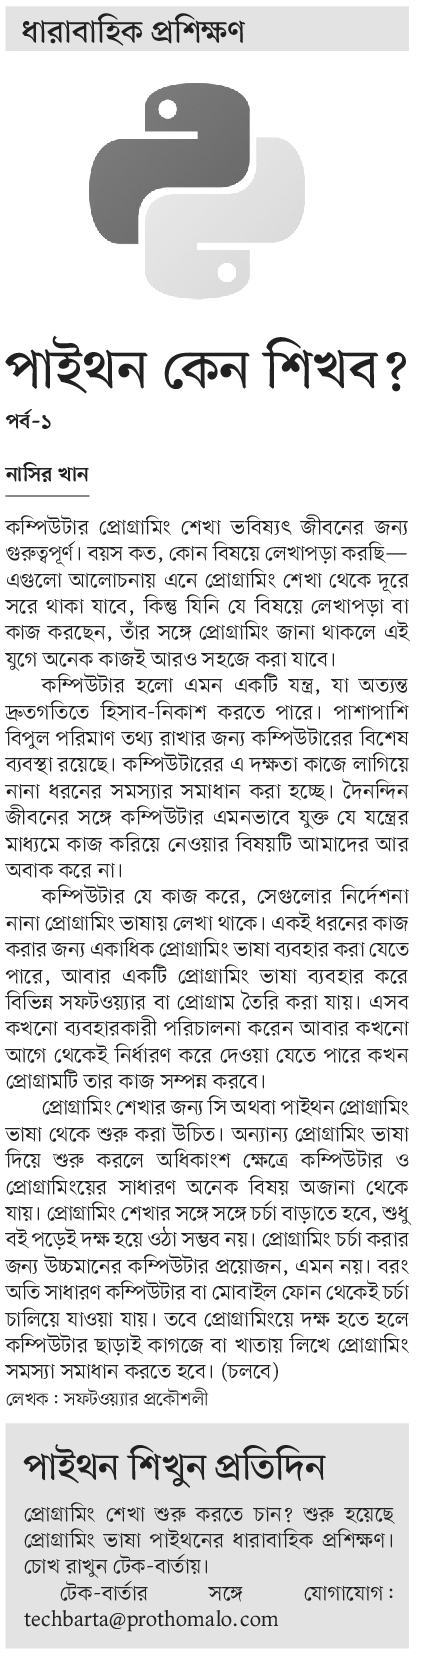 ধারাবাহিক প্রশিক্ষণ
পাইথন কেন শিখব?
পর্ব-১
নাসির খান
কম্পিউটার প্রোগ্রামিং শেখা ভবিষ্যৎ জীবনের জন্য
গুরুত্বপূর্ণ। বয়স কত, কোন বিষয়ে লেখাপড়া করছি—
এগুলো আলোচনায় এনে প্রোগ্রামিং শেখা থেকে দূরে
সরে থাকা যাবে, কিন্তু যিনি যে বিষয়ে লেখাপড়া বা
কাজ করছেন, তাঁর সঙ্গে প্রোগ্রামিং জানা থাকলে এই
যুগে অনেক কাজই আরও সহজে করা যাবে।
কম্পিউটার হলো এমন একটি যন্ত্র, যা অত্যন্ত
দ্রুতগতিতে হিসাব-নিকাশ করতে পারে। পাশাপাশি
বিপুল পরিমাণ তথ্য রাখার জন্য কম্পিউটারের বিশেষ
ব্যবস্থা রয়েছে। কম্পিউটারের এ দক্ষতা কাজে লাগিয়ে
নানা ধরনের সমস্যার সমাধান করা হচ্ছে। দৈনন্দিন
জীবনের সঙ্গে কম্পিউটার এমনভাবে যুক্ত যে যন্ত্রের
মাধ্যমে কাজ করিয়ে নেওয়ার বিষয়টি আমাদের আর
অবাক করে না।
কম্পিউটার যে কাজ করে, সেগুলোর নির্দেশনা
নানা প্রোগ্রামিং ভাষায় লেখা থাকে। একই ধরনের কাজ
করার জন্য একাধিক প্রোগ্রামিং ভাষা ব্যবহার করা যেতে
পারে, আবার একটি প্রোগ্রামিং ভাষা ব্যবহার করে
বিভিন্ন সফটওয়্যার বা প্রোগ্রাম তৈরি করা যায়। এসব
কখনো ব্যবহারকারী পরিচালনা করেন আবার কখনো
আগে থেকেই নির্ধারণ করে দেওয়া যেতে পারে কখন
প্রোগ্রামটি তার কাজ সম্পন্ন করবে।
প্রোগ্রামিং শেখার জন্য সি অথবা পাইথন প্রোগ্রামিং
ভাষা থেকে শুরু করা উচিত। অন্যান্য প্রোগ্রামিং ভাষা
দিয়ে শুরু করলে অধিকাংশ ক্ষেত্রে কম্পিউটার ও
প্রোগ্রামিংয়ের সাধারণ অনেক বিষয় অজানা থেকে
যায়। প্রোগ্রামিং শেখার সঙ্গে সঙ্গে চর্চা বাড়াতে হবে, শুধু
বই পড়েই দক্ষ হয়ে ওঠা সম্ভব নয়। প্রোগ্রামিং চর্চা করার
জন্য উচ্চমানের কম্পিউটার প্রয়োজন, এমন নয়। বরং
অতি সাধারণ কম্পিউটার বা মোবাইল ফোন থেকেই চর্চা
চালিয়ে যাওয়া যায়। তবে প্রোগ্রামিংয়ে দক্ষ হতে হলে
কম্পিউটার ছাড়াই কাগজে বা খাতায় লিখে প্রোগ্রামিং
সমস্যা সমাধান করতে হবে। (চলবে)
লেখক : সফটওয়্যার প্রকৌশলী
পাইথন শিখুন প্রতিদিন
প্রোগ্রামিং শেখা শুরু করতে চান? শুরু হয়েছে
প্রোগ্রামিং ভাষা পাইথনের ধারাবাহিক প্রশিক্ষণ।
চোখ রাখুন টেক-বার্তায়।
টেক-বার্তার সঙ্গে যোগাযোগ :
techbarta@prothomalo.com